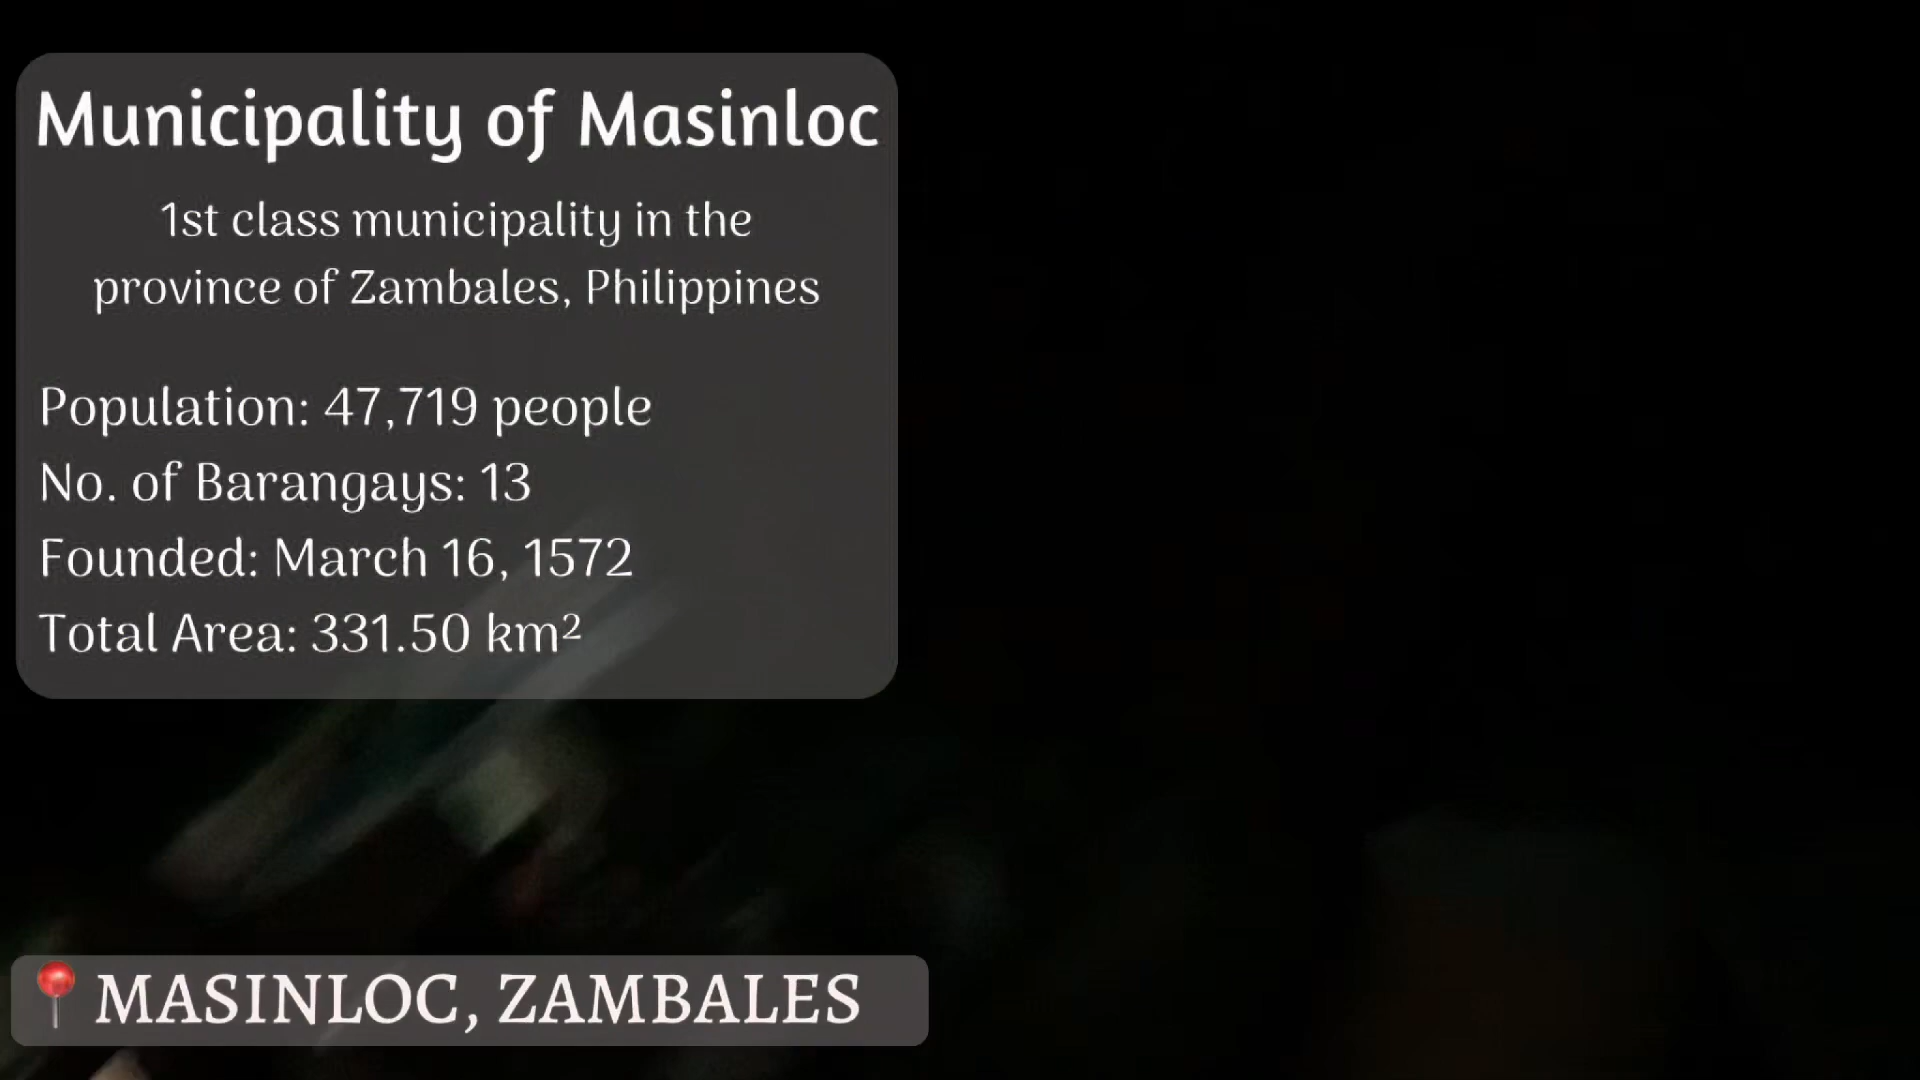 Municipality of Masinloc
1st class municipality in the
province of Zambales, Philippines
Population: 47,719 people
No. of Barangays: 13
Founded: March 16, 1572
Total Area: 331.50 km²
MASINLOC, ZAMBALES